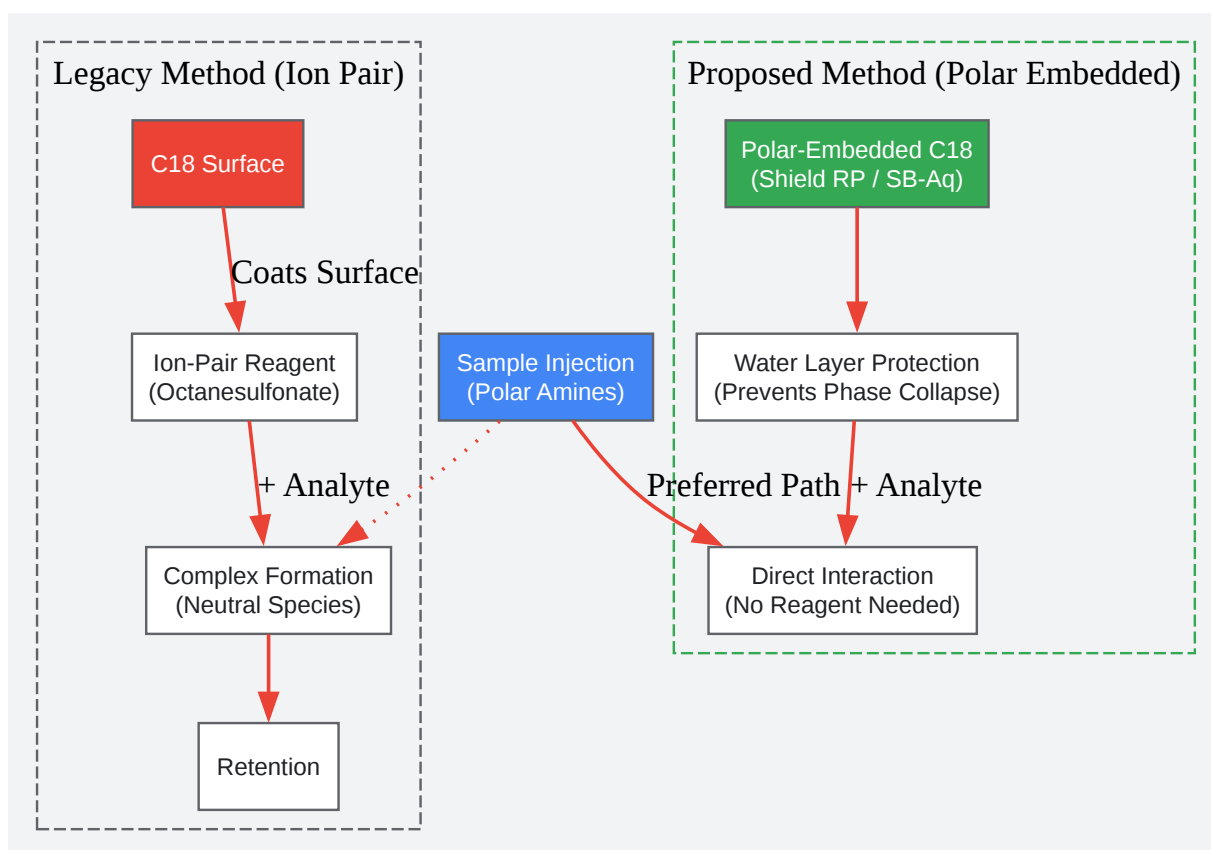 Legacy Method (Ion Pair)
C18 Surface
Coats Surface
Ion-Pair Reagent
(Octanesulfonate)
+ Analyte
Complex Formation
(Neutral Species)
Retention
Sample Injection
(Polar Amines)
Preferred Path
Proposed Method (Polar Embedded)
Polar-Embedded C18
(Shield RP / SB-Aq)
Water Layer Protection
(Prevents Phase Collapse)
+ Analyte
Direct Interaction
(No Reagent Needed)